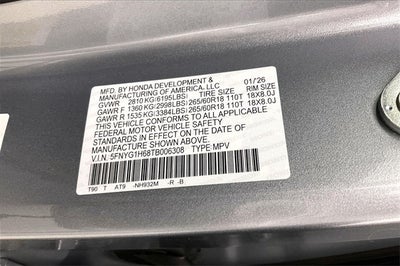 MFD. BY HONDA DEVELOPMENT & 01/26
MANUFACTURING OF AMERICA, LLC
GVWR 2810 KG(6195LBS) TIRE SIZE RIM SIZE
GAWR F 1360 KG(2998LBS) 265/60R18 110T 18X8.0J
GAWR R 1535 KG(3384LBS) 265/60R18 110T 18X8.0J
THIS VEHICLE CONFORMS TO ALL APPLICABLE
FEDERAL MOTOR VEHICLE SAFETY
STANDARDS IN EFFECT ON THE DATE OF
MANUFACTURE SHOWN ABOVE.
V.I.N. 5FNYG1H68TB006308 TYPE MPV
T90 T AT9 -NH932M -R -B